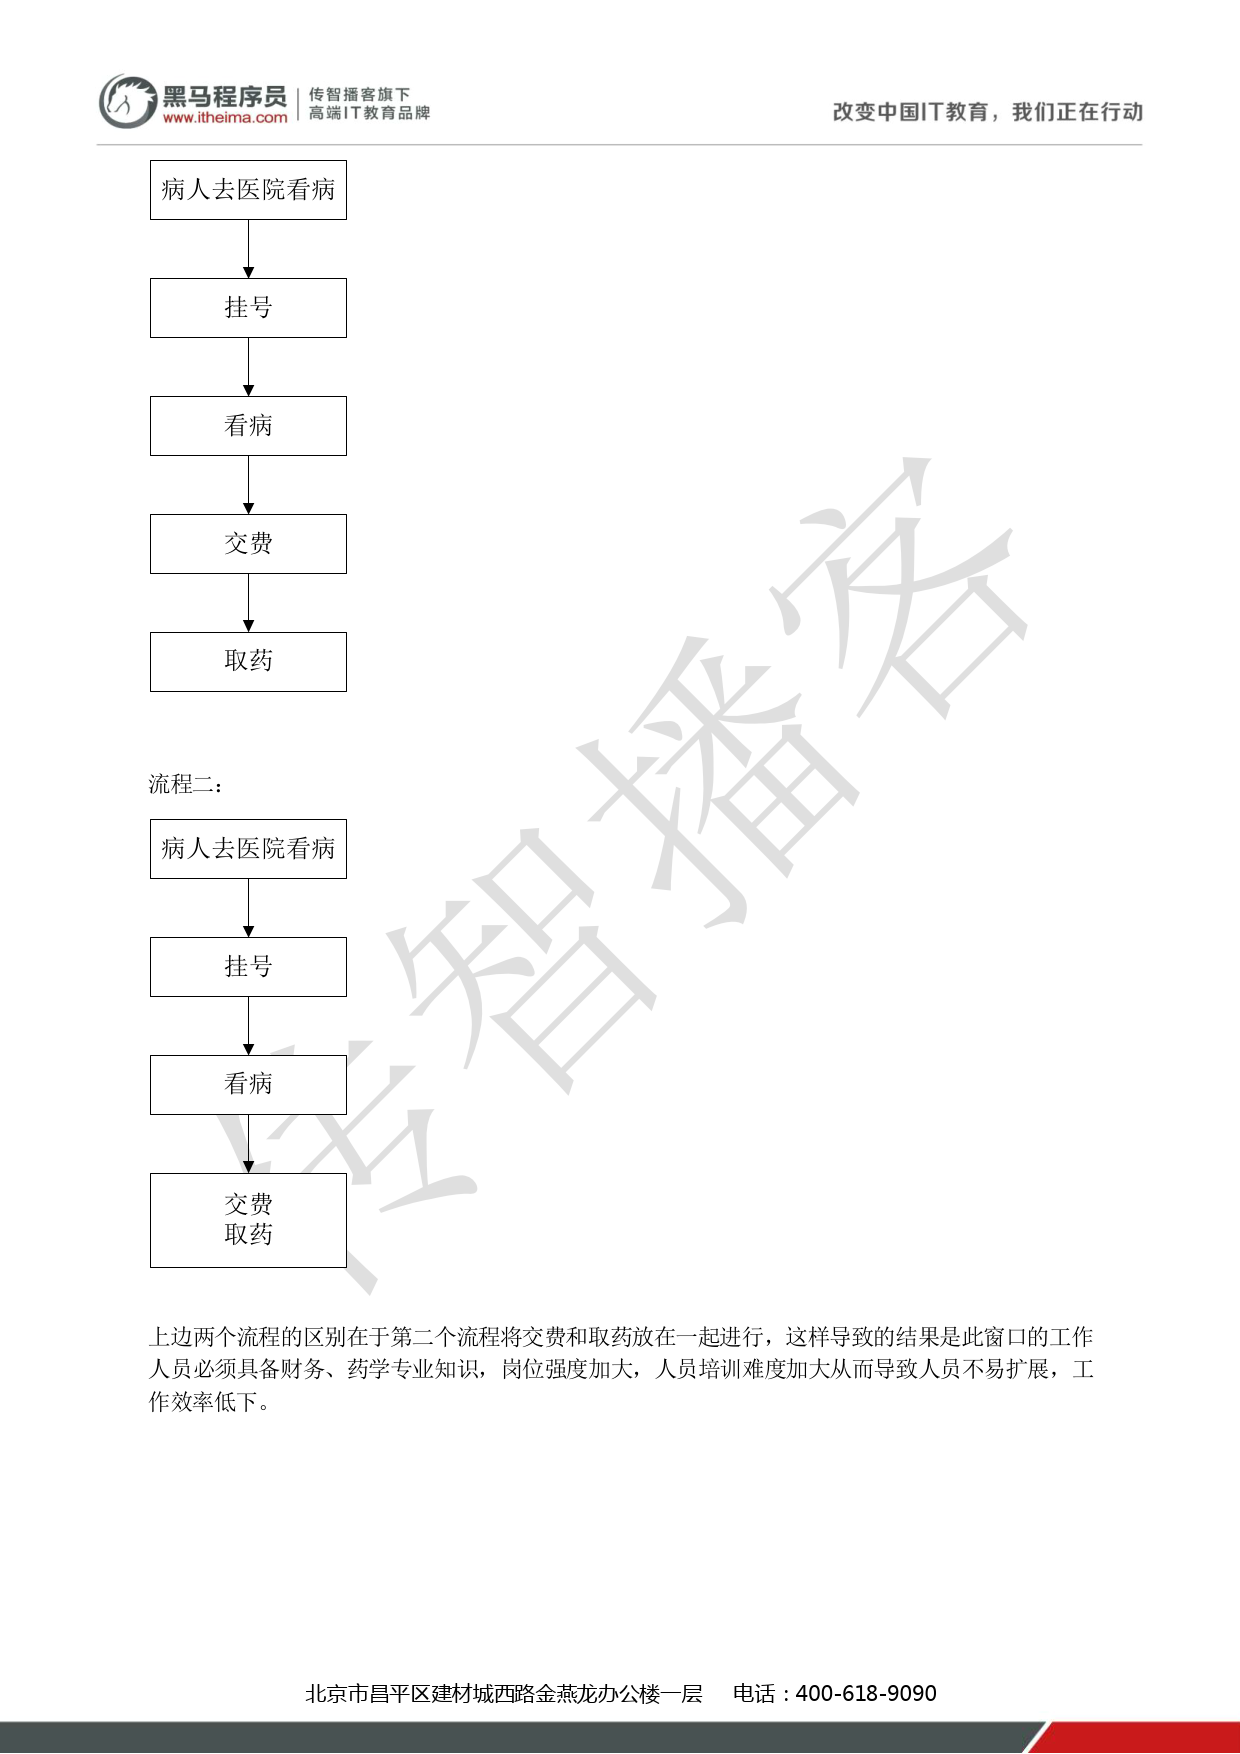 黑马程序员
www.itheima.com
传智播客旗下
高端IT教育品牌
改变中国IT教育，我们正在行动
病人去医院看病
挂号
看病
交费
取药
流程二：
病人去医院看病
挂号
看病
交费
取药
传智播客
上边两个流程的区别在于第二个流程将交费和取药放在一起进行，这样导致的结果是此窗口的工作
人员必须具备财务、药学专业知识，岗位强度加大，人员培训难度加大从而导致人员不易扩展，工
作效率低下。
北京市昌平区建材城西路金燕龙办公楼一层 电话：400-618-9090